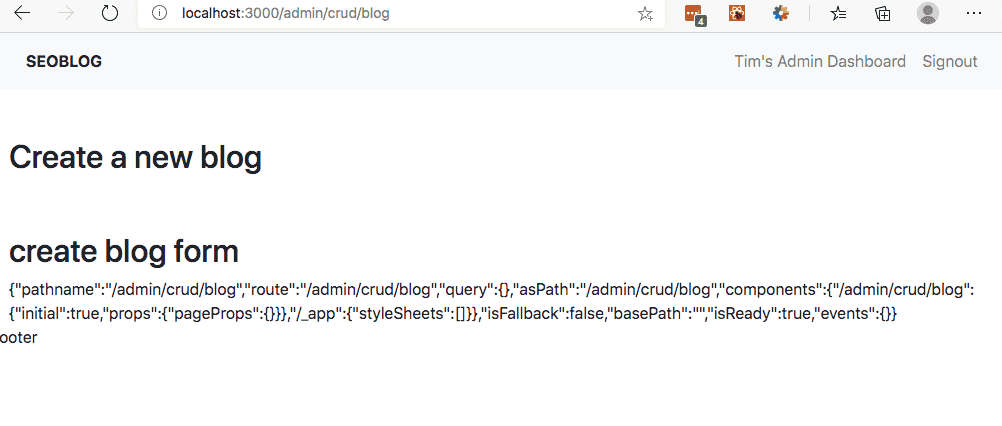 localhost:3000/admin/crud/blog
4
SEOBLOG Tim's Admin Dashboard Signout
Create a new blog
create blog form
{"pathname":"/admin/crud/blog","route":"/admin/crud/blog","query":{},"asPath":"/admin/crud/blog","components":{"/admin/crud/blog":
{"initial":true,"props":{"pageProps":{}}},"/_app":{"styleSheets":[]}},"isFallback":false,"basePath":"","isReady":true,"events":{}}
ooter